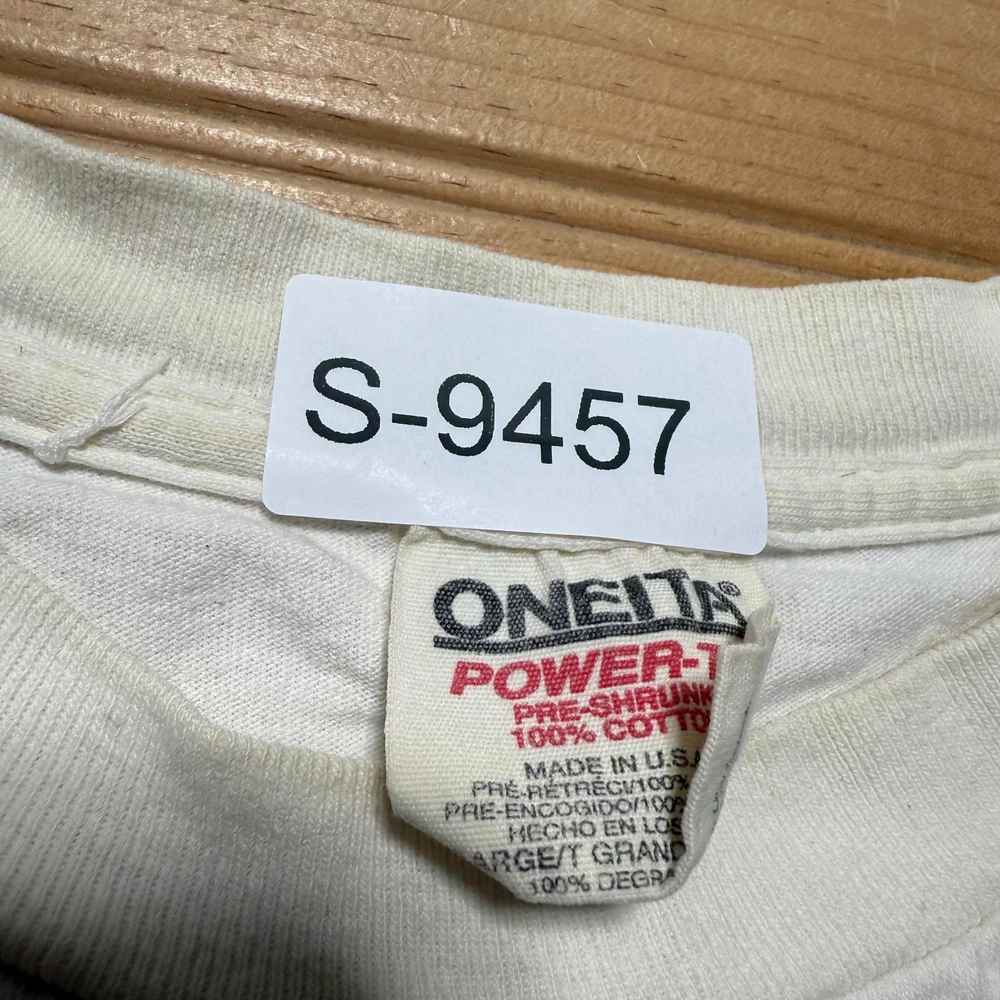 S-9457
ONEITA®
POWER-T
PRE-SHRUNK
100% COTTO
MADE IN U.S.A
PRÉ-RÉTRÉCI/100%
PRE-ENCOGIDO/100%
HECHO EN LOS
ARGE/T GRAND
100% DEGRA